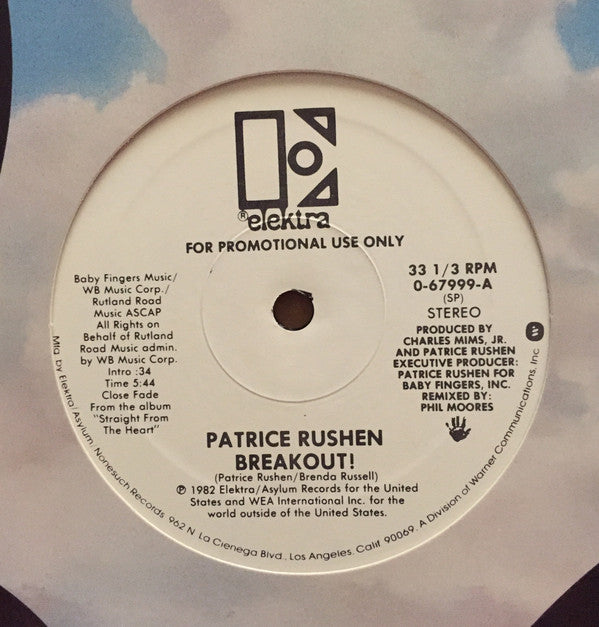 ® elektra
FOR PROMOTIONAL USE ONLY
Baby Fingers Music/
WB Music Corp./
Rutland Road
Music ASCAP
All Rights on
Behalf of Rutland
Road Music admin.
by WB Music Corp.
Intro :34
Time 5:44
Close Fade
From the album
"Straight From
The Heart"
33 1/3 RPM
0-67999-A
(SP)
STEREO
PRODUCED BY
CHARLES MIMS, JR.
AND PATRICE RUSHEN
EXECUTIVE PRODUCER:
PATRICE RUSHEN FOR
BABY FINGERS, INC.
REMIXED BY:
PHIL MOORES
PATRICE RUSHEN
BREAKOUT!
(Patrice Rushen/Brenda Russell)
℗ 1982 Elektra/Asylum Records for the United
States and WEA International Inc. for the
world outside of the United States.
Mfg by Elektra/Asylum/Nonesuch Records 962 N. La Cienega Blvd., Los Angeles, Calif. 90069. A Division of Warner Communications, Inc. W